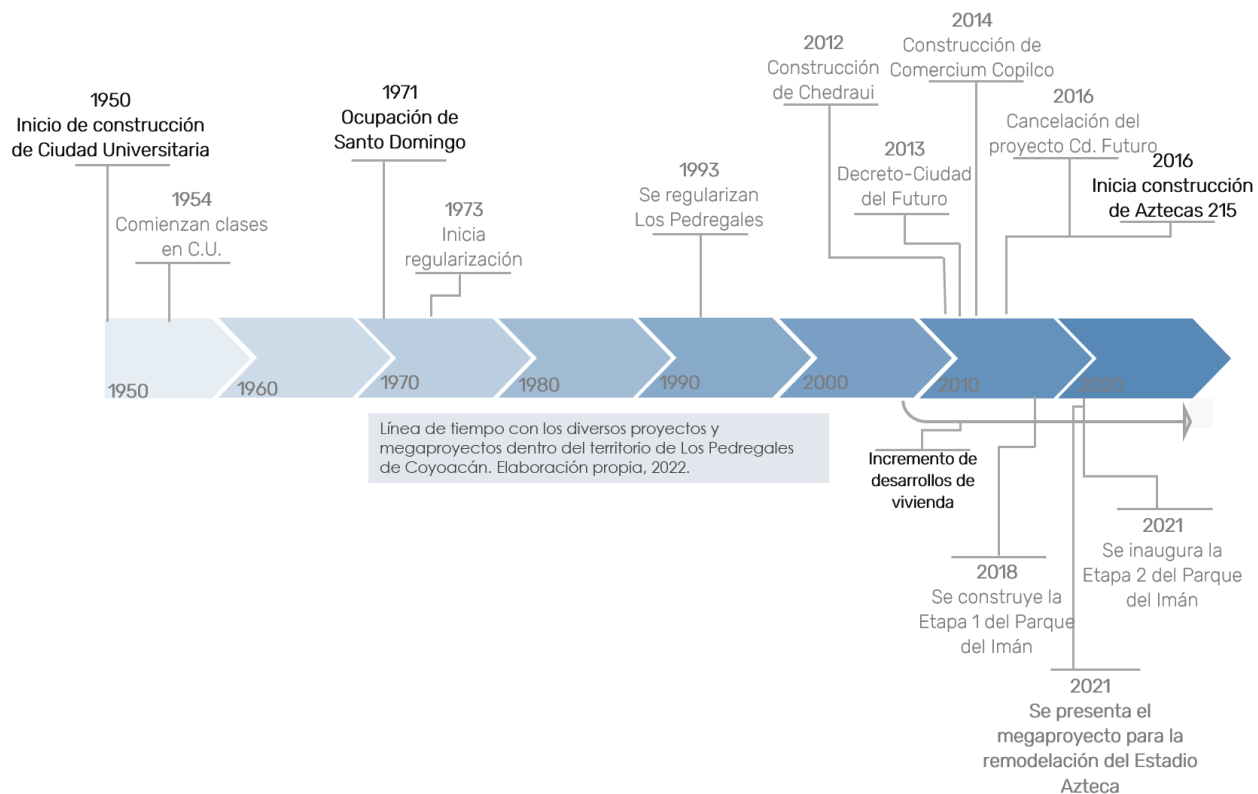 1950
Inicio de construcción
de Ciudad Universitaria
1954
Comienzan clases
en C.U.
1971
Ocupación de
Santo Domingo
1973
Inicia
regularización
1993
Se regularizan
Los Pedregales
2012
Construcción
de Chedraui
2013
Decreto-Ciudad
del Futuro
2014
Construcción de
Comercium Copilco
2016
Cancelación del
proyecto Cd. Futuro
2016
Inicia construcción
de Aztecas 215
1950
1960
1970
1980
1990
2000
2010
2020
Línea de tiempo con los diversos proyectos y
megaproyectos dentro del territorio de Los Pedregales
de Coyoacán. Elaboración propia, 2022.
Incremento de
desarrollos de
vivienda
2018
Se construye la
Etapa 1 del Parque
del Imán
2021
Se presenta el
megaproyecto para la
remodelación del Estadio
Azteca
2021
Se inaugura la
Etapa 2 del Parque
del Imán